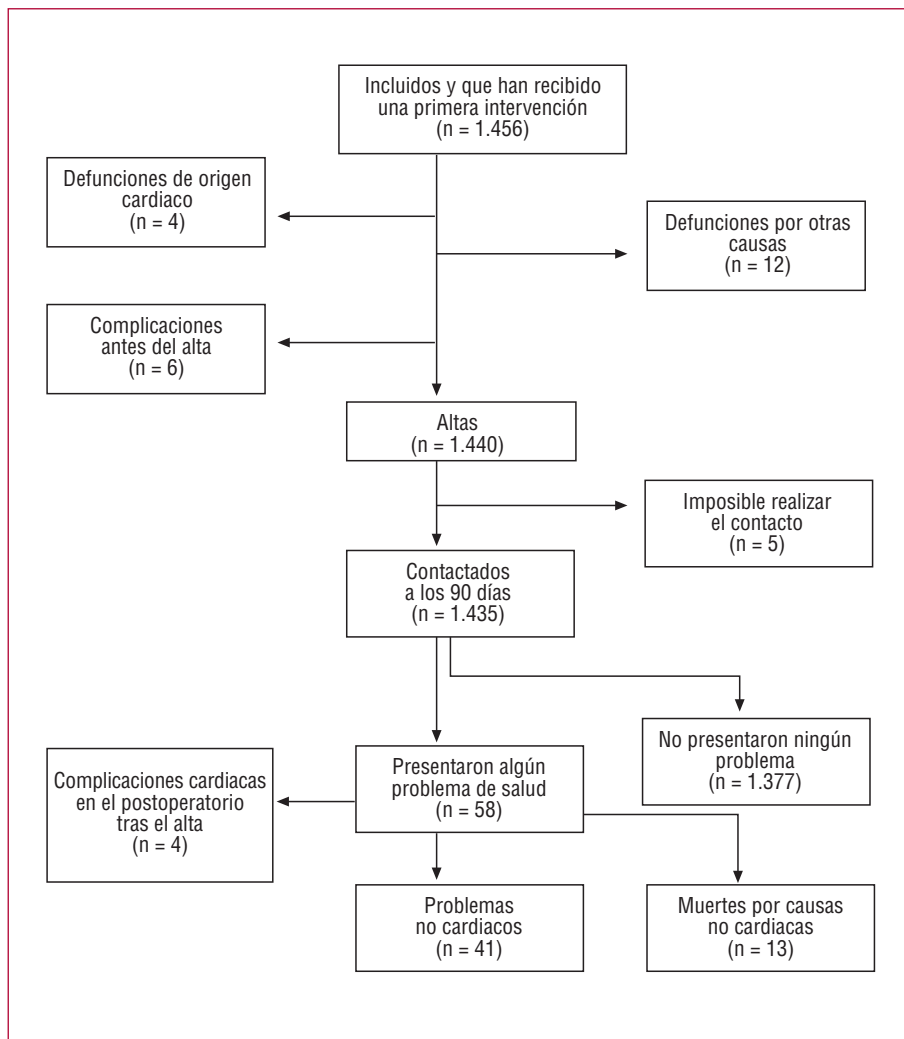 Incluidos y que han recibido
una primera intervención
(n = 1.456)
Defunciones de origen
cardiaco
(n = 4)
Defunciones por otras
causas
(n = 12)
Complicaciones
antes del alta
(n = 6)
Altas
(n = 1.440)
Imposible realizar
el contacto
(n = 5)
Contactados
a los 90 días
(n = 1.435)
No presentaron ningún
problema
(n = 1.377)
Presentaron algún
problema de salud
(n = 58)
Complicaciones cardiacas
en el postoperatorio
tras el alta
(n = 4)
Problemas
no cardiacos
(n = 41)
Muertes por causas
no cardiacas
(n = 13)